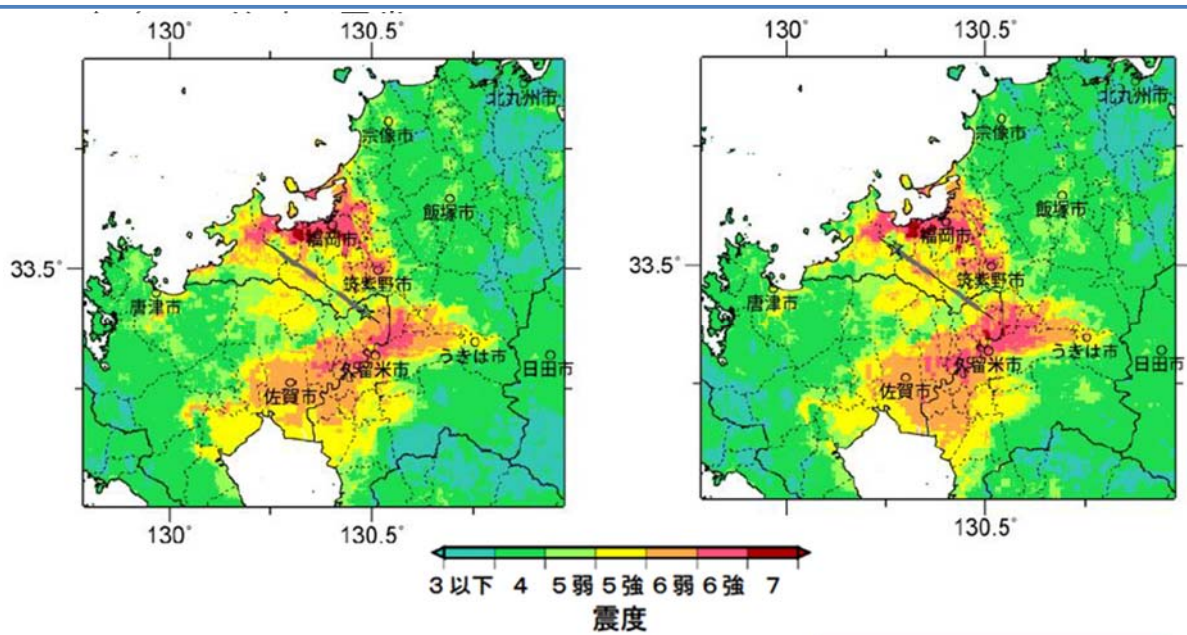 130° 130.5°
北九州市
宗像市
飯塚市
福岡市
33.5°
筑紫野市
唐津市
うきは市
久留米市
日田市
佐賀市
130° 130.5°
130° 130.5°
北九州市
宗像市
飯塚市
福岡市
33.5°
筑紫野市
唐津市
うきは市
久留米市
日田市
佐賀市
130° 130.5°
3以下 4 5弱 5強 6弱 6強 7
震度